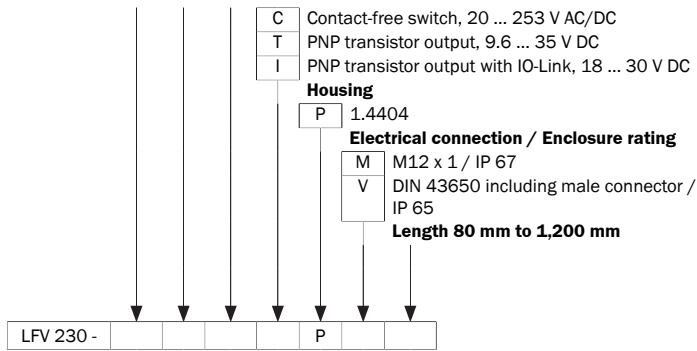 C Contact-free switch, 20 ... 253 V AC/DC
T PNP transistor output, 9.6 ... 35 V DC
I PNP transistor output with IO-Link, 18 ... 30 V DC
Housing
P 1.4404
Electrical connection / Enclosure rating
M M12 x 1 / IP 67
V DIN 43650 including male connector /
IP 65
Length 80 mm to 1,200 mm
LFV 230 - P